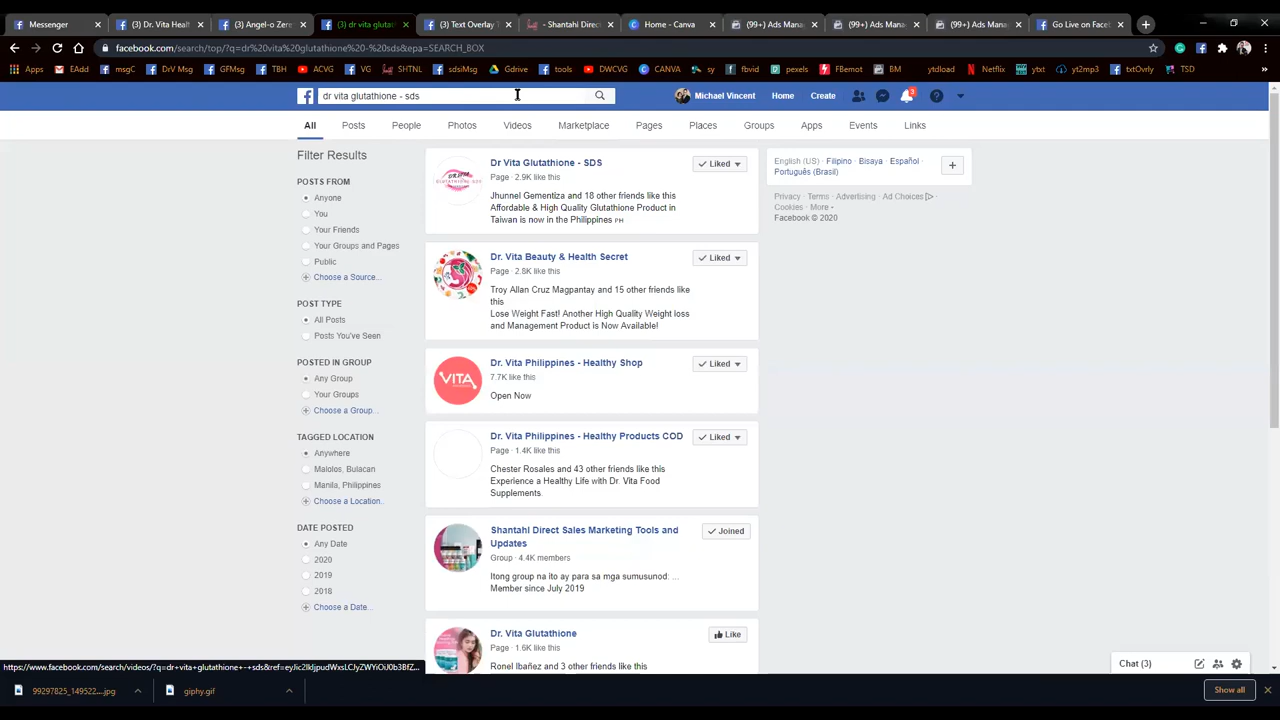 Messenger
(3) Dr. Vita Heal
(3) Angel-o Zere
(3) dr vita glutat
(3) Text Overlay
- Shantahl Direct
Home - Canva
(99+) Ads Mana
(99+) Ads Mana
(99+) Ads Mana
Go Live on Faceb
facebook.com/search/top/?q=dr%20vita%20glutathione%20-%20sds&epa=SEARCH_BOX
Apps
EAdd
msgC
DrV Msg
GFMsg
TBH
ACVG
VG
SHTNL
sdsiMsg
Gdrive
tools
DWCVG
CANVA
sy
fbvid
pexels
FBemot
BM
ytdload
Netflix
ytv
yt2mp3
txtOvrly
TSD
dr vita glutathione - sds
Michael Vincent
Home
Create
3
All
Posts
People
Photos
Videos
Marketplace
Pages
Places
Groups
Apps
Events
Links
Filter Results
POSTS FROM
Anyone
You
Your Friends
Your Groups and Pages
Public
Choose a Source...
POST TYPE
All Posts
Posts You've Seen
POSTED IN GROUP
Any Group
Your Groups
Choose a Group...
TAGGED LOCATION
Anywhere
Malolos, Bulacan
Manila, Philippines
Choose a Location...
DATE POSTED
Any Date
2020
2019
2018
Choose a Date...
Dr Vita Glutathione - SDS
Liked
Page · 2.9K like this
Jhunnel Gementiza and 18 other friends like this
Affordable & High Quality Glutathione Product in
Taiwan is now in the Philippines PH
Dr. Vita Beauty & Health Secret
Liked
Page · 2.8K like this
Troy Allan Cruz Magpantay and 15 other friends like
this
Lose Weight Fast! Another High Quality Weight loss
and Management Product is Now Available!
VITA
Dr. Vita Philippines - Healthy Shop
Liked
7.7K like this
Open Now
Dr. Vita Philippines - Healthy Products COD
Liked
Page · 1.4K like this
Chester Rosales and 43 other friends like this
Experience a Healthy Life with Dr. Vita Food
Supplements.
Shantahl Direct Sales Marketing Tools and
Updates
Joined
Group · 4.4K members
Itong group na ito ay para sa mga sumusunod: ...
Member since July 2019
Dr. Vita Glutathione
Like
Page · 1.6K like this
Ronel Ibañez and 3 other friends like this
English (US) · Filipino · Bisaya · Español ·
Português (Brasil)
Privacy · Terms · Advertising · Ad Choices ·
Cookies · More
Facebook © 2020
Chat (3)
99297825_149522....jpg
giphy.gif
Show all